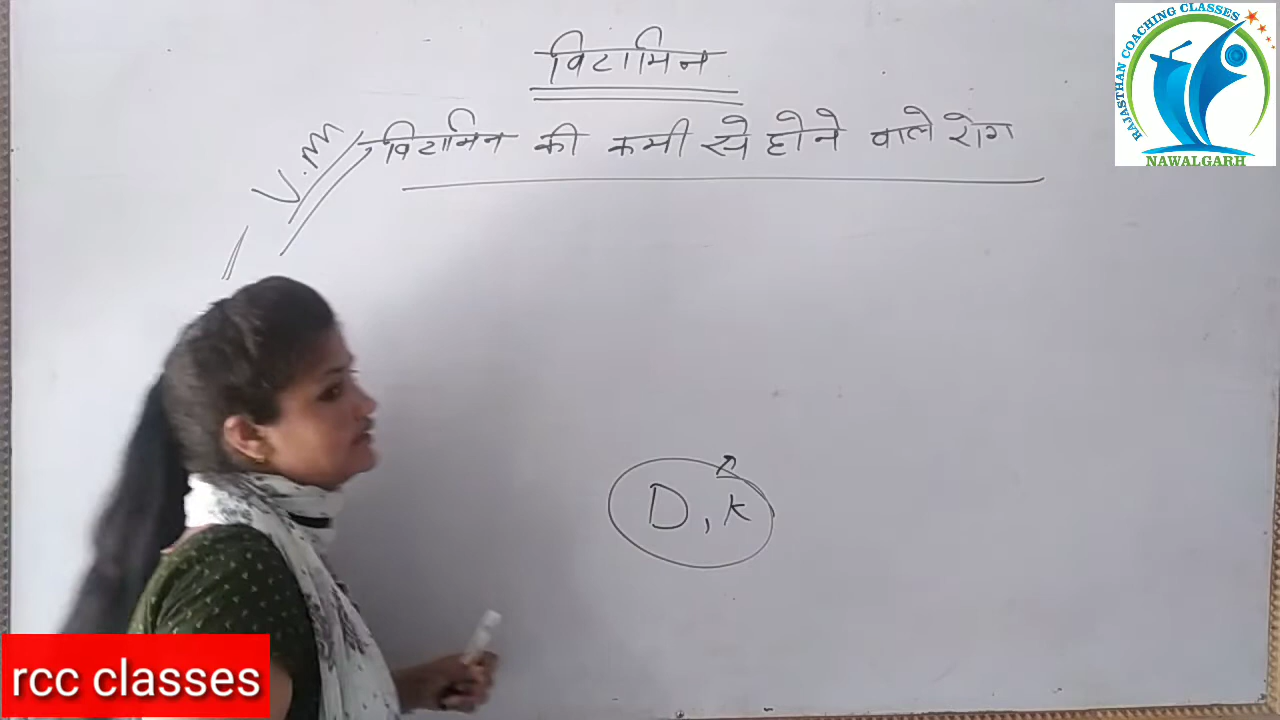 विटामिन
V.M
विटामिन की कमी से होने वाले रोग
D, K
RAJASTHAN COACHING CLASSES
NAWALGARH
rcc classes